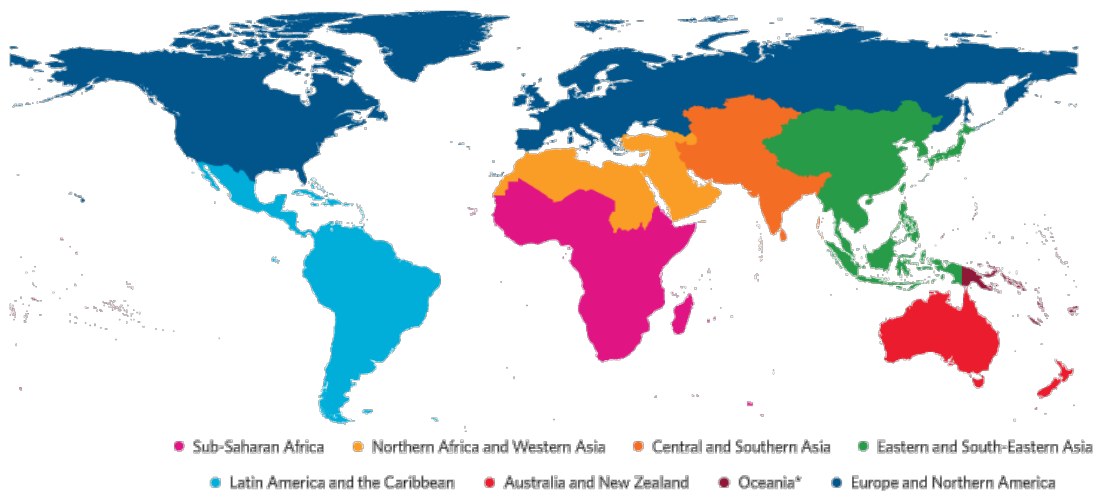 Sub-Saharan Africa Northern Africa and Western Asia Central and Southern Asia Eastern and South-Eastern Asia
Latin America and the Caribbean Australia and New Zealand Oceania* Europe and Northern America